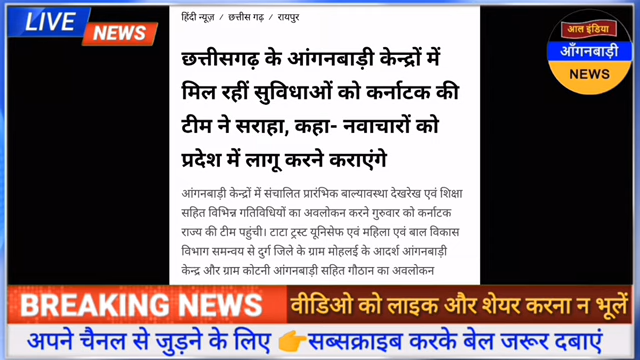 LIVE NEWS
हिंदी न्यूज़ / छत्तीस गढ़ / रायपुर
आल इंडिया
आँगनबाड़ी
NEWS
छत्तीसगढ़ के आंगनबाड़ी केन्द्रों में
मिल रहीं सुविधाओं को कर्नाटक की
टीम ने सराहा, कहा- नवाचारों को
प्रदेश में लागू करने कराएंगे
आंगनबाड़ी केन्द्रों में संचालित प्रारंभिक बाल्यावस्था देखरेख एवं शिक्षा
सहित विभिन्न गतिविधियों का अवलोकन करने गुरुवार को कर्नाटक
राज्य की टीम पहुंची। टाटा ट्रस्ट यूनिसेफ एवं महिला एवं बाल विकास
विभाग समन्वय से दुर्ग जिले के ग्राम मोहलई के आदर्श आंगनबाड़ी
केन्द्र और ग्राम कोटनी आंगनबाड़ी सहित गौठान का अवलोकन
BREAKING NEWS वीडिओ को लाइक और शेयर करना न भूलें
अपने चैनल से जुड़ने के लिए 👉सब्सक्राइब करके बेल जरूर दबाएं